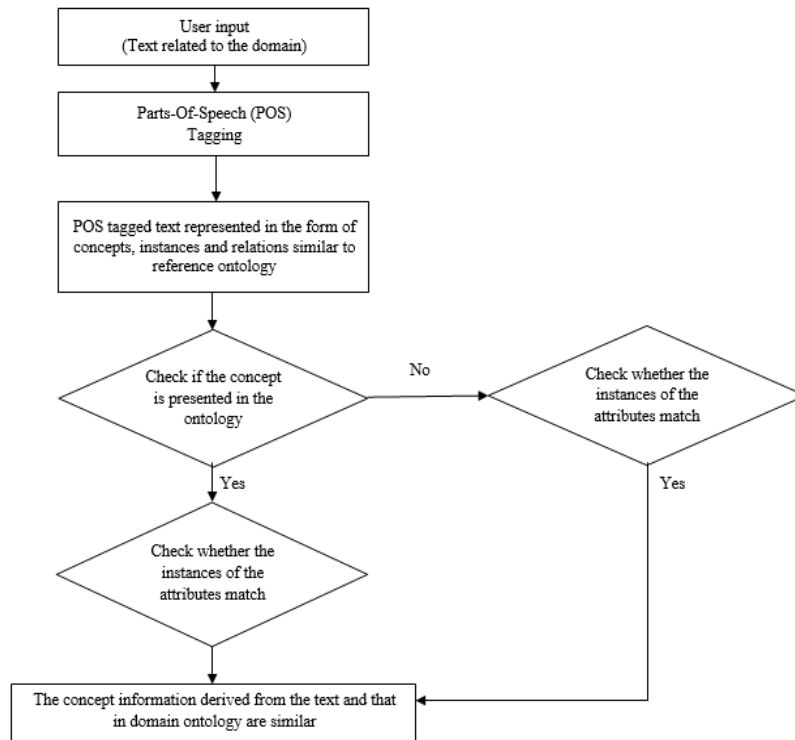 User input
(Text related to the domain)
Parts-Of-Speech (POS)
Tagging
POS tagged text represented in the form of
concepts, instances and relations similar to
reference ontology
Check if the concept
is presented in the
ontology
No
Check whether the
instances of the
attributes match
Yes
Yes
Check whether the
instances of the
attributes match
The concept information derived from the text and that
in domain ontology are similar